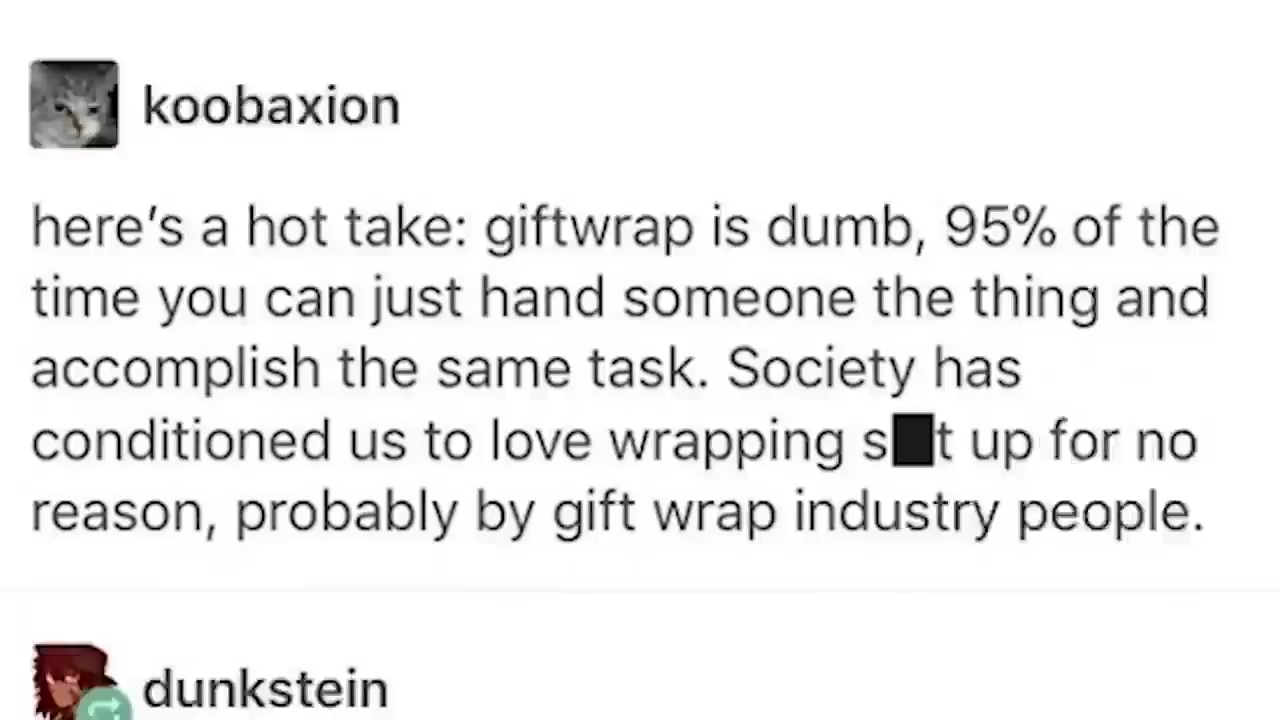 koobaxion
here's a hot take: giftwrap is dumb, 95% of the
time you can just hand someone the thing and
accomplish the same task. Society has
conditioned us to love wrapping s■t up for no
reason, probably by gift wrap industry people.
dunkstein